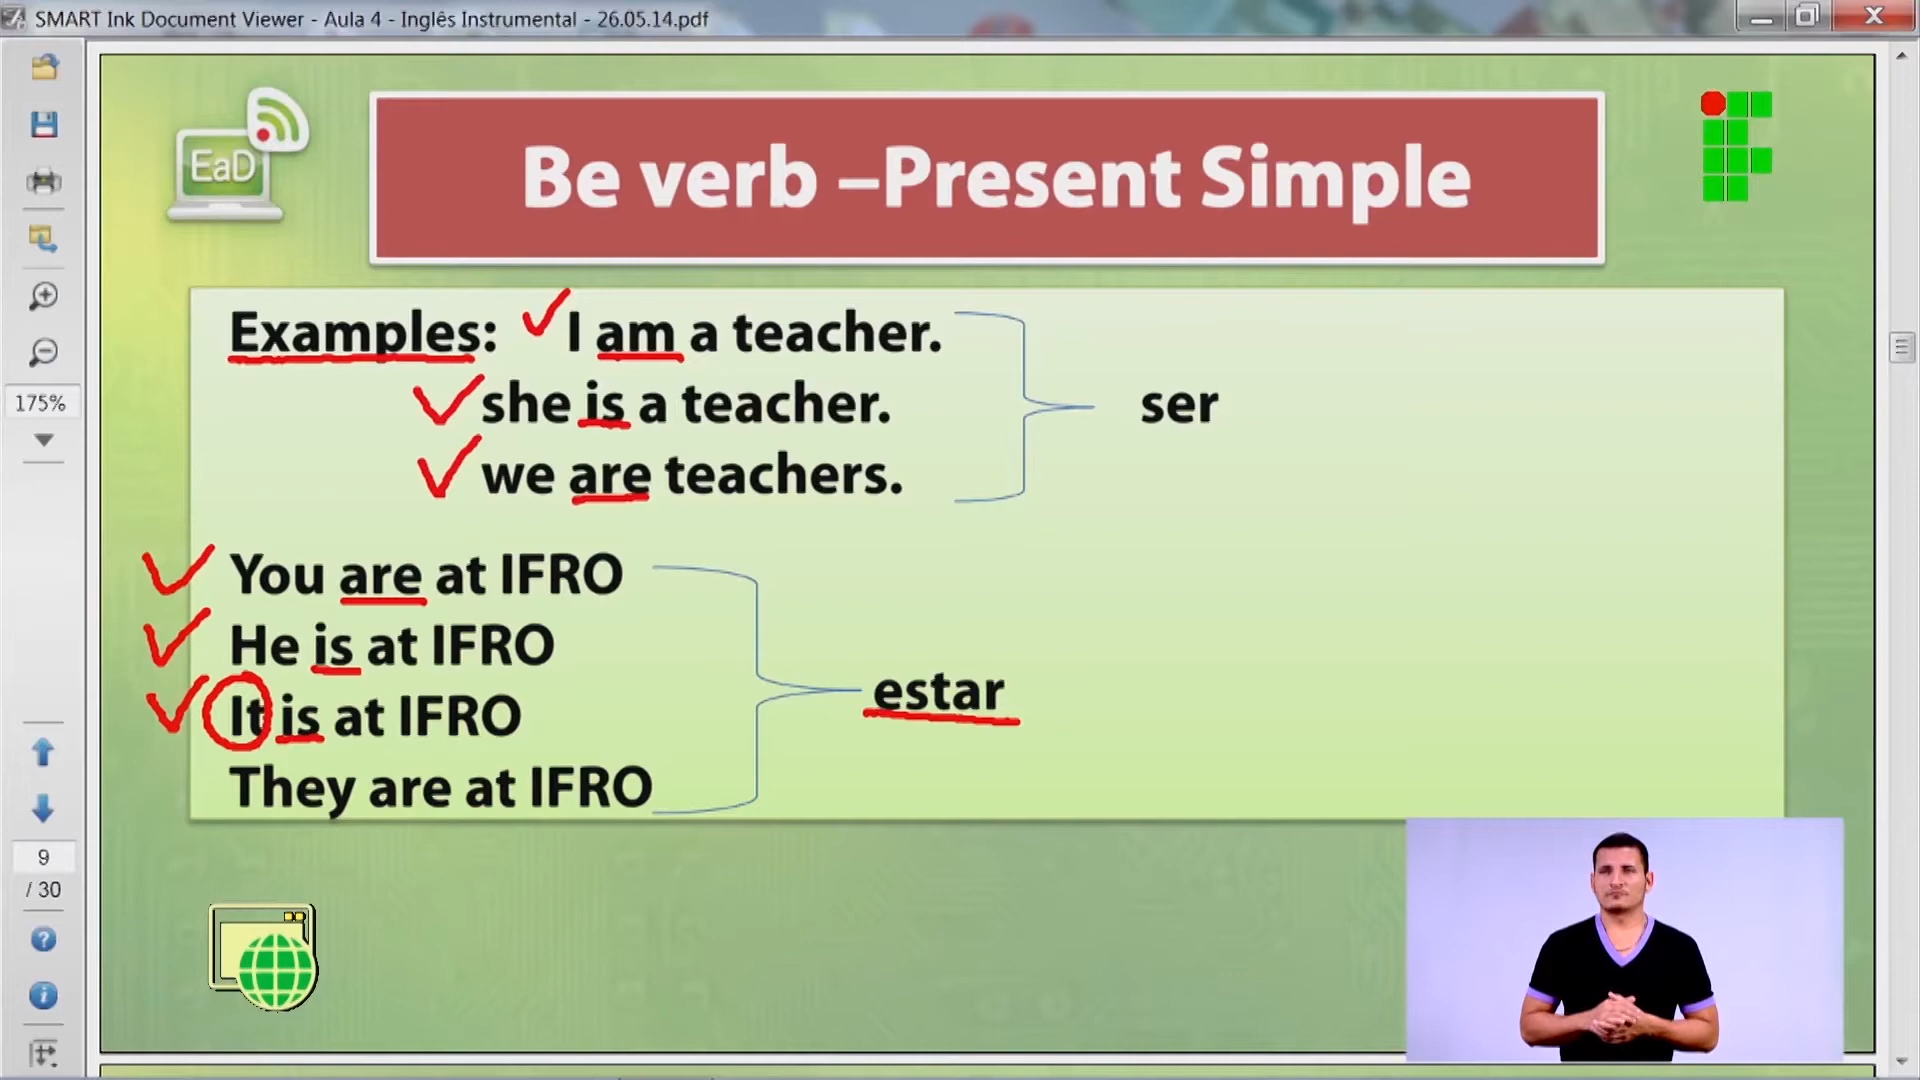 SMART Ink Document Viewer - Aula 4 - Inglês Instrumental - 26.05.14.pdf
EaD
Be verb –Present Simple
Examples: I am a teacher.
she is a teacher.
we are teachers.
ser
You are at IFRO
He is at IFRO
It is at IFRO
They are at IFRO
estar
175%
9
/ 30